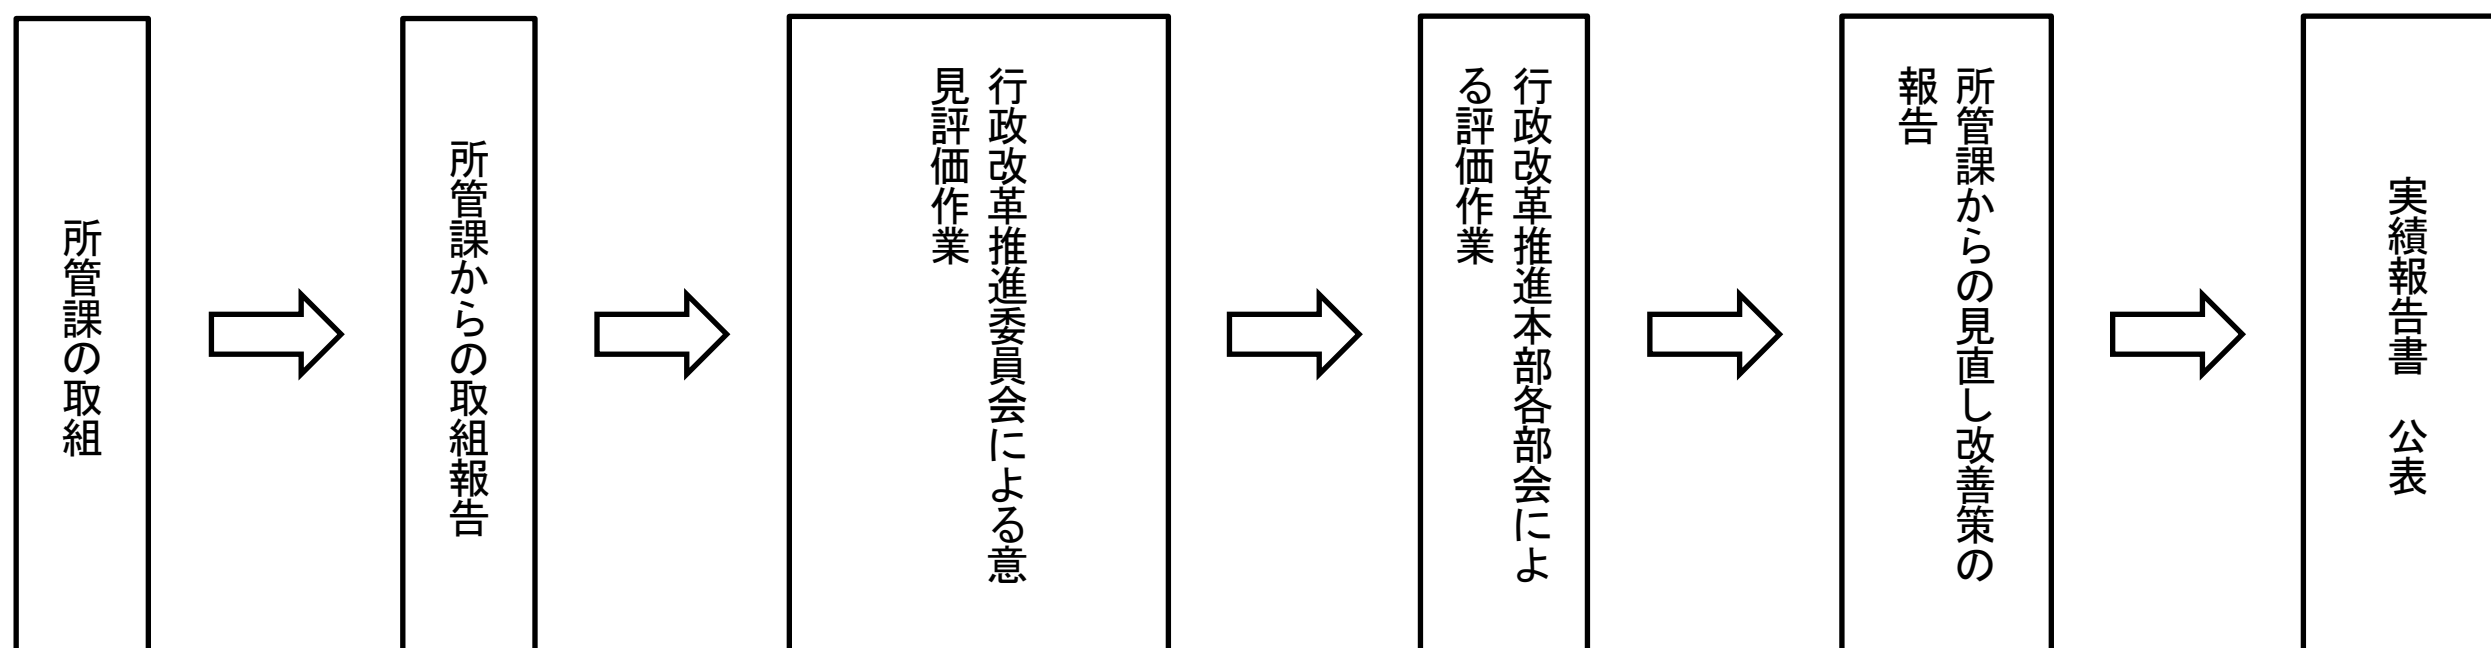 所管課の取組
所管課からの取組報告
行政改革推進委員会による意
見評価作業
行政改革推進本部各部会によ
る評価作業
所管課からの見直し改善策の
報告
実績報告書　公表